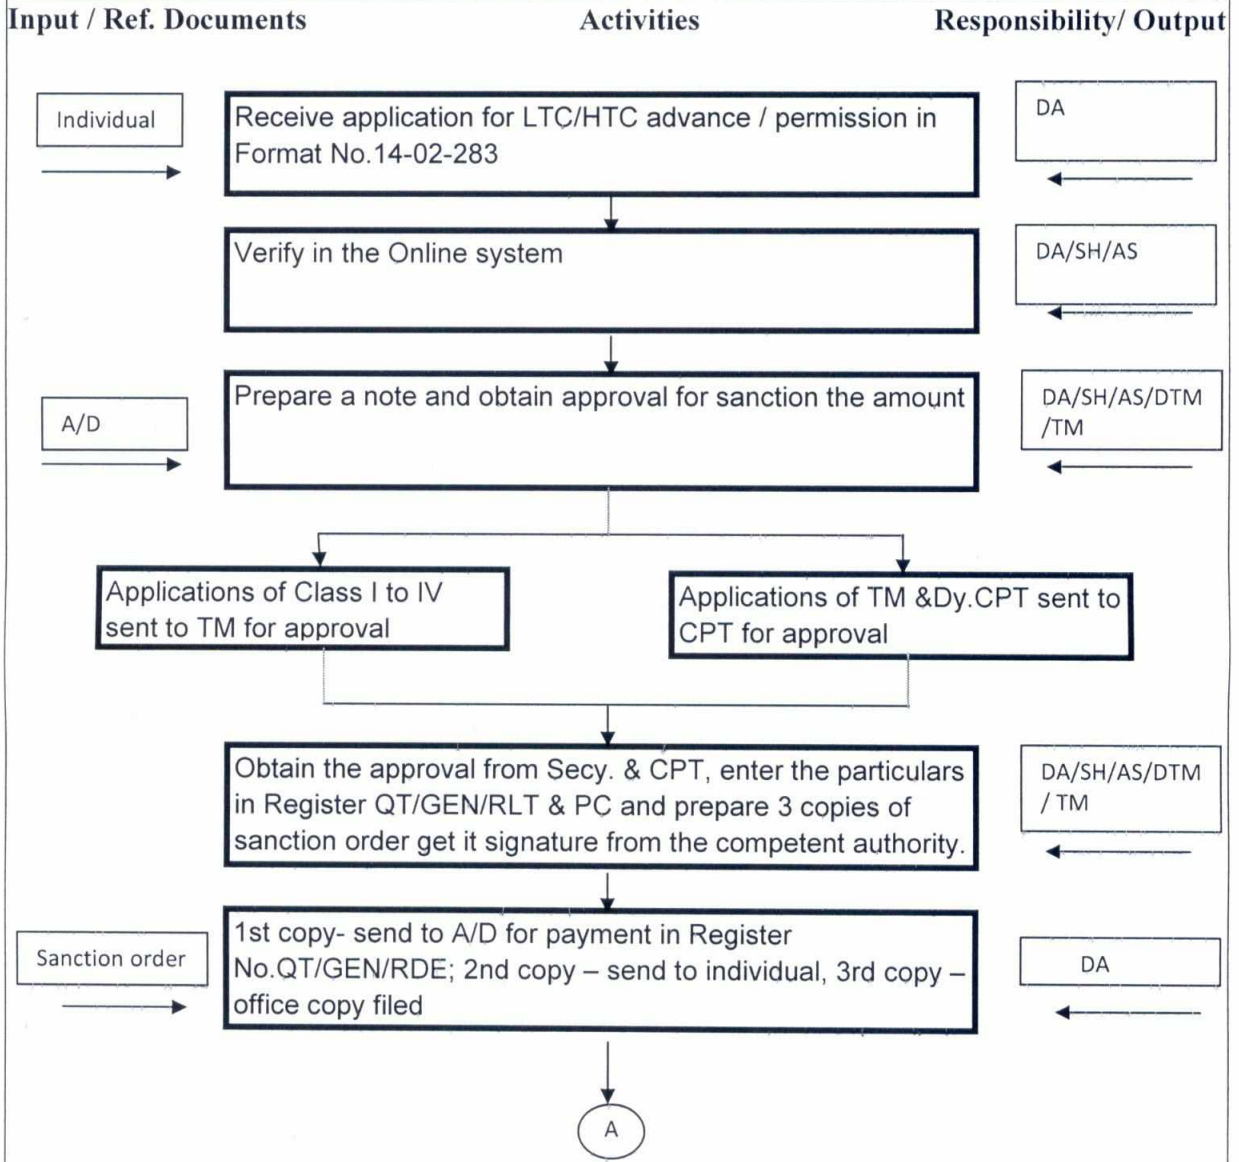 Input / Ref. Documents Activities Responsibility/ Output
Individual
Receive application for LTC/HTC advance / permission in
Format No.14-02-283
DA
Verify in the Online system
DA/SH/AS
A/D
Prepare a note and obtain approval for sanction the amount
DA/SH/AS/DTM
/TM
Applications of Class I to IV
sent to TM for approval
Applications of TM &Dy.CPT sent to
CPT for approval
Obtain the approval from Secy. & CPT, enter the particulars
in Register QT/GEN/RLT & PC and prepare 3 copies of
sanction order get it signature from the competent authority.
DA/SH/AS/DTM
/ TM
Sanction order
1st copy- send to A/D for payment in Register
No.QT/GEN/RDE; 2nd copy – send to individual, 3rd copy –
office copy filed
DA
A